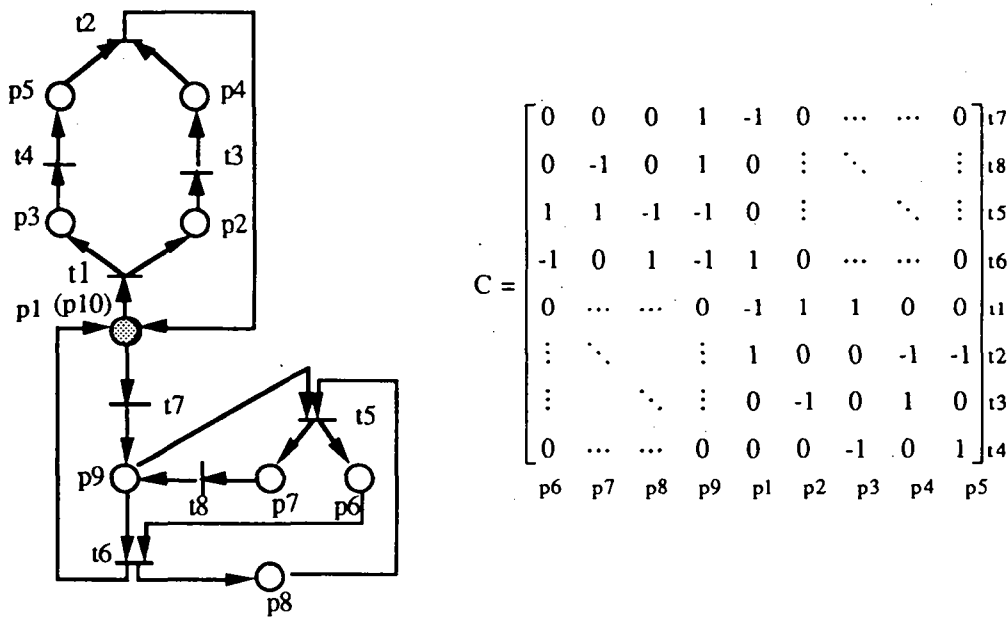 t2
p5
p4
t4
t3
p3
p2
t1
p1 (p10)
t7
t5
p9
t8
p7
p6
t6
p8
C =
0 0 0 1 -1 0 ... ... 0 t7
0 -1 0 1 0 ⋮ ⋱ ⋮ t8
1 1 -1 -1 0 ⋮ ⋱ ⋮ t5
-1 0 1 -1 1 0 ... ... 0 t6
0 ... ... 0 -1 1 1 0 0 t1
⋮ ⋱ ⋮ 1 0 0 -1 -1 t2
⋮ ⋱ ⋮ 0 -1 0 1 0 t3
0 ... ... 0 0 0 -1 0 1 t4
p6 p7 p8 p9 p1 p2 p3 p4 p5